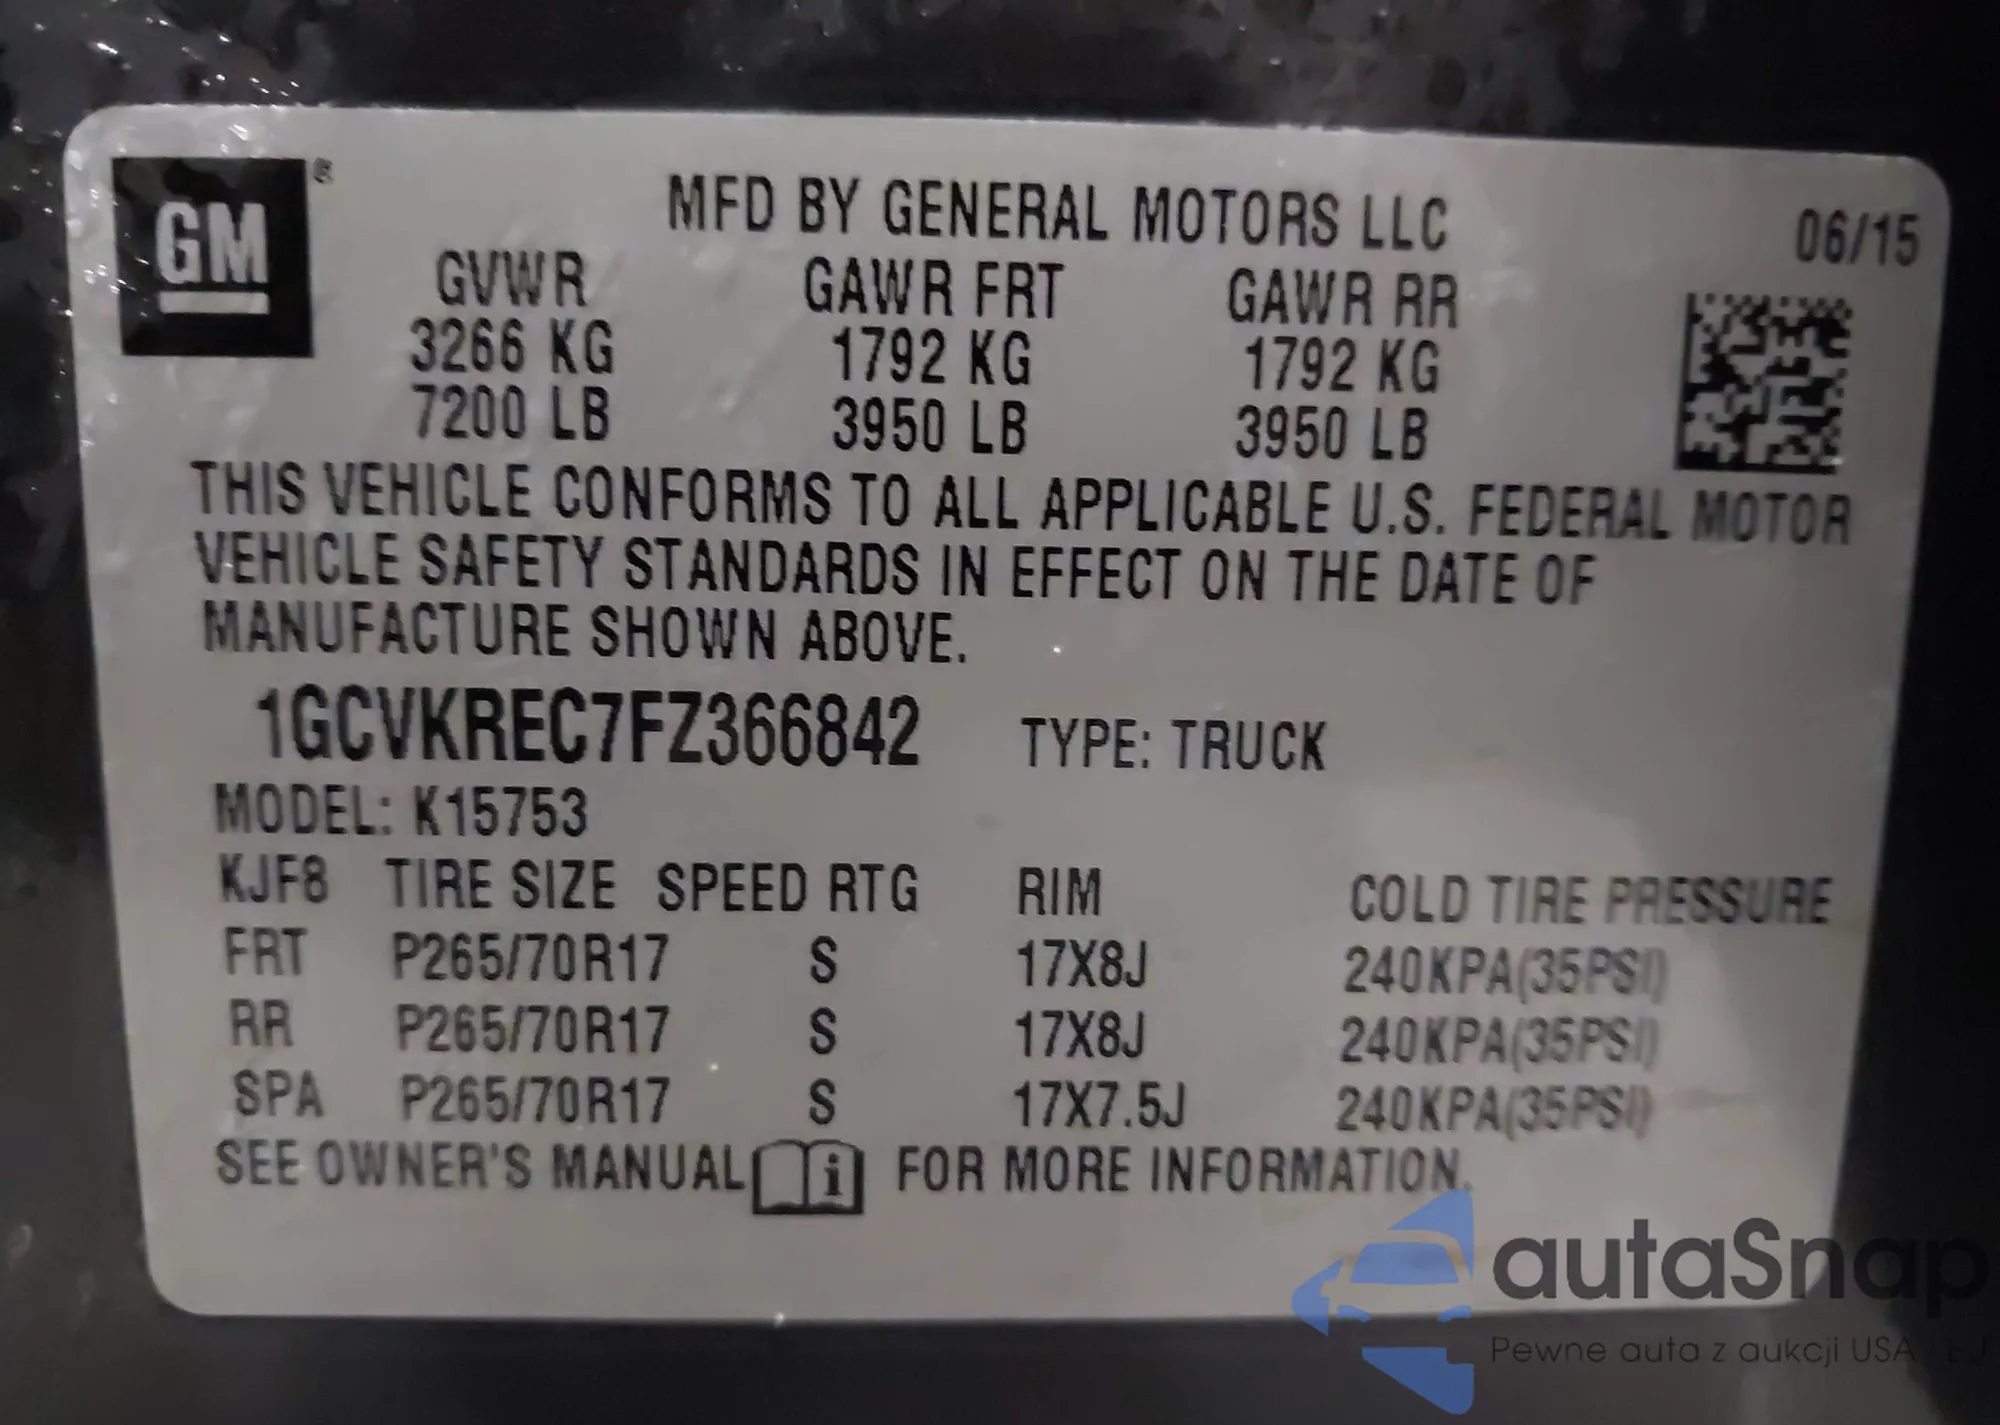 GM ®
MFD BY GENERAL MOTORS LLC
06/15
GVWR GAWR FRT GAWR RR
3266 KG 1792 KG 1792 KG
7200 LB 3950 LB 3950 LB
THIS VEHICLE CONFORMS TO ALL APPLICABLE U.S. FEDERAL MOTOR
VEHICLE SAFETY STANDARDS IN EFFECT ON THE DATE OF
MANUFACTURE SHOWN ABOVE.
1GCVKREC7FZ366842 TYPE: TRUCK
MODEL: K15753
KJF8 TIRE SIZE SPEED RTG RIM COLD TIRE PRESSURE
FRT P265/70R17 S 17X8J 240KPA(35PSI)
RR P265/70R17 S 17X8J 240KPA(35PSI)
SPA P265/70R17 S 17X7.5J 240KPA(35PSI)
SEE OWNER'S MANUAL i FOR MORE INFORMATION.
autaSnap
Pewne auta z aukcji USA